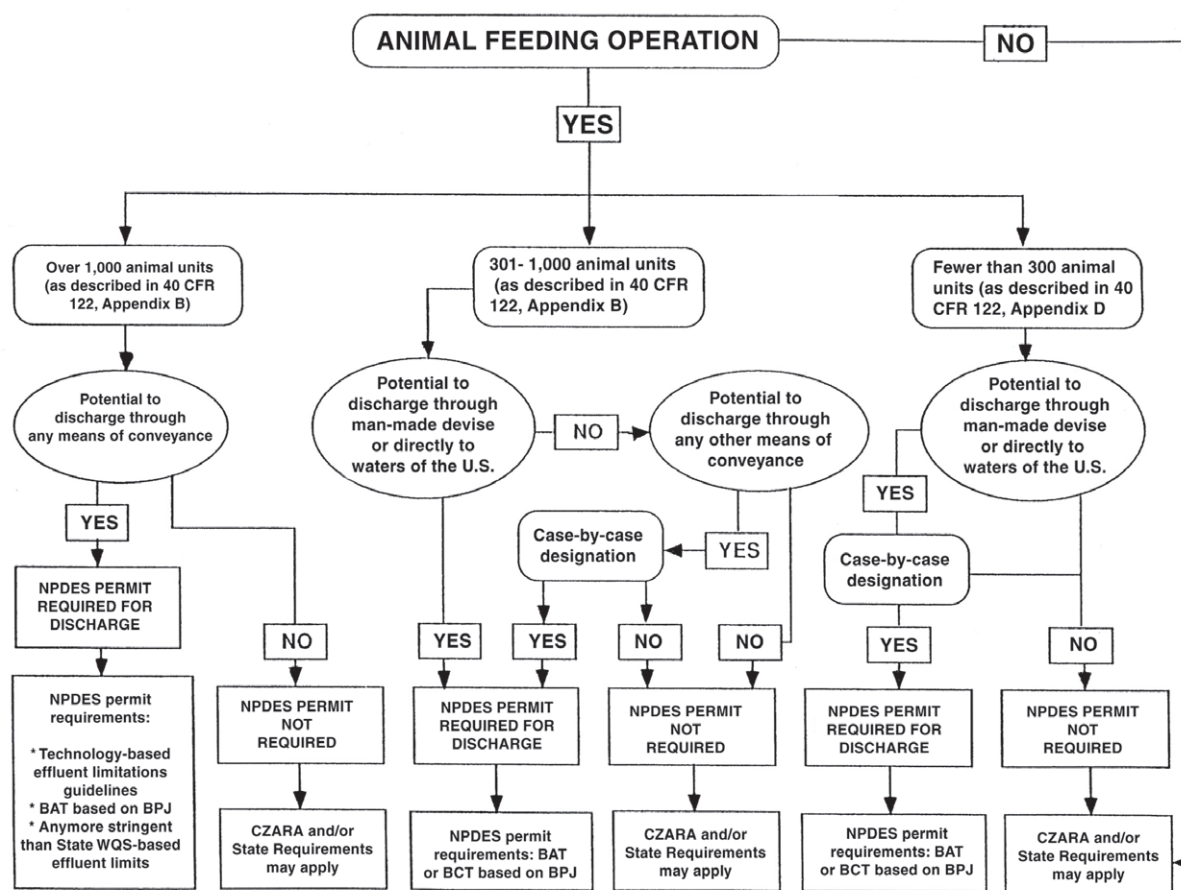 ANIMAL FEEDING OPERATION
NO
YES
Over 1,000 animal units
(as described in 40 CFR
122, Appendix B)
301- 1,000 animal units
(as described in 40 CFR
122, Appendix B)
Fewer than 300 animal
units (as described in 40
CFR 122, Appendix D
Potential to
discharge through
any means of conveyance
Potential to
discharge through
man-made devise
or directly to
waters of the U.S.
NO
Potential to
discharge through
any other means of
conveyance
Potential to
discharge through
man-made devise
or directly to
waters of the U.S.
YES
YES
YES
Case-by-case
designation
Case-by-case
designation
NPDES PERMIT
REQUIRED FOR
DISCHARGE
NO
YES
YES
NO
NO
YES
NO
NPDES permit
requirements:
* Technology-based
effluent limitations
guidelines
* BAT based on BPJ
* Anymore stringent
than State WQS-based
effluent limits
NPDES PERMIT
NOT
REQUIRED
NPDES PERMIT
REQUIRED FOR
DISCHARGE
NPDES PERMIT
NOT
REQUIRED
NPDES PERMIT
REQUIRED FOR
DISCHARGE
NPDES PERMIT
NOT
REQUIRED
CZARA and/or
State Requirements
may apply
NPDES permit
requirements: BAT
or BCT based on BPJ
CZARA and/or
State Requirements
may apply
NPDES permit
requirements: BAT
or BCT based on BPJ
CZARA and/or
State Requirements
may apply